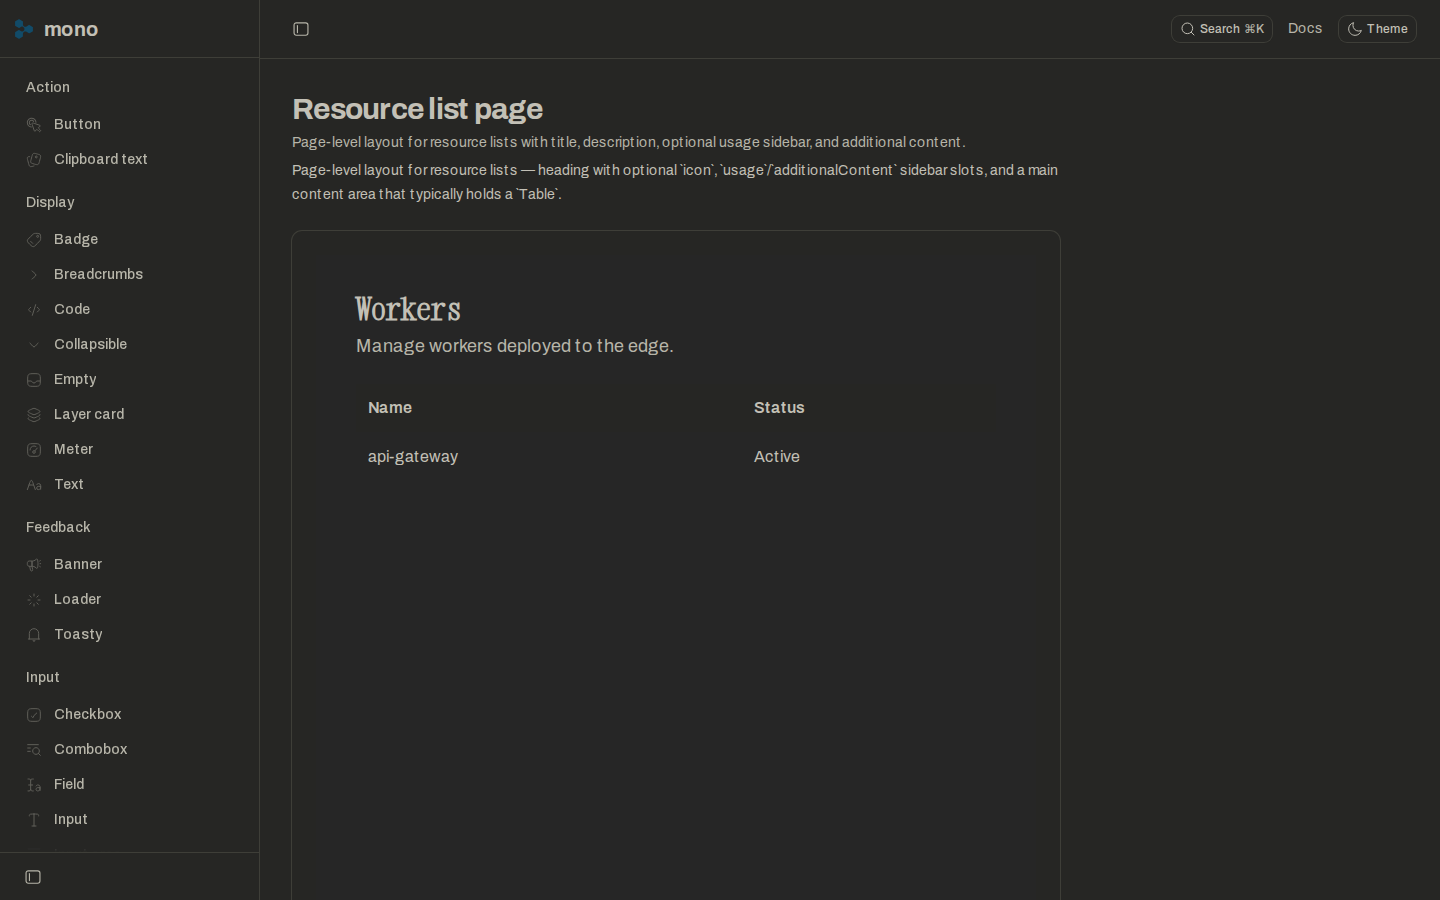 mono
Search ⌘K
Docs
Theme
Action
Button
Clipboard text
Display
Badge
Breadcrumbs
Code
Collapsible
Empty
Layer card
Meter
Text
Feedback
Banner
Loader
Toasty
Input
Checkbox
Combobox
Field
Input
Resource list page
Page-level layout for resource lists with title, description, optional usage sidebar, and additional content.
Page-level layout for resource lists — heading with optional `icon`, `usage`/`additionalContent` sidebar slots, and a main
content area that typically holds a `Table`.
Workers
Manage workers deployed to the edge.
Name Status
api-gateway Active